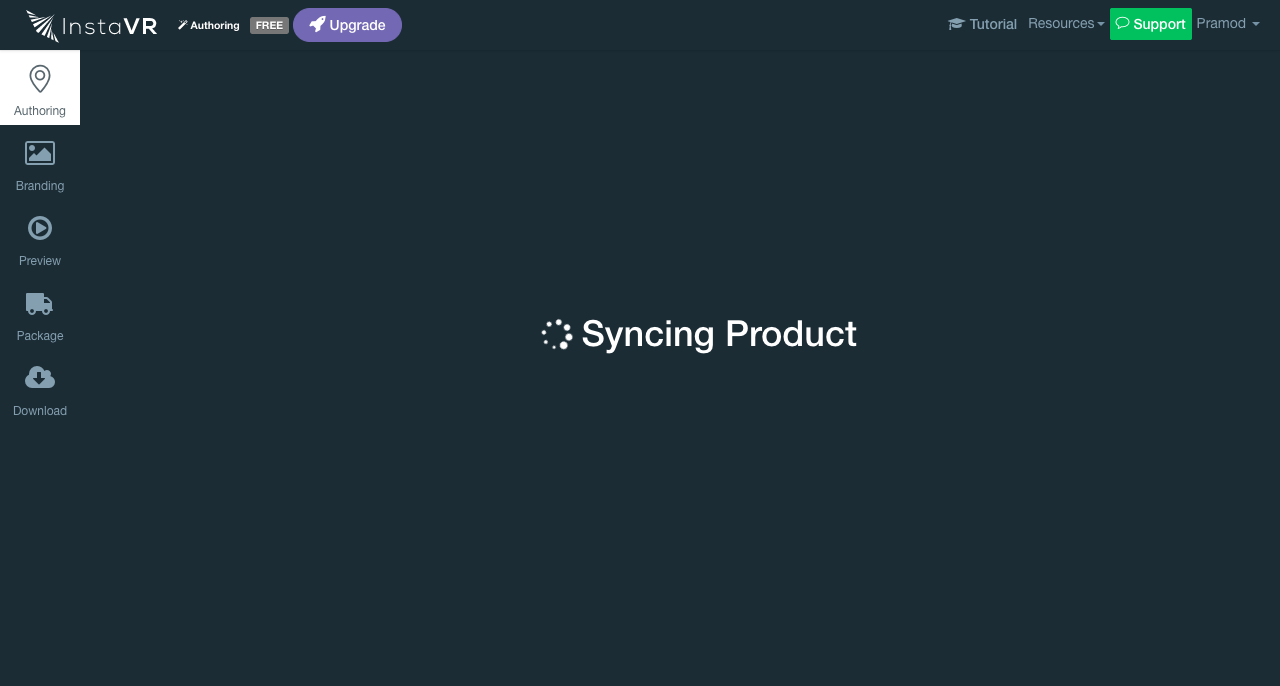 InstaVR Authoring FREE Upgrade Tutorial Resources Support Pramod
Authoring
Branding
Preview
Package
Download
Syncing Product